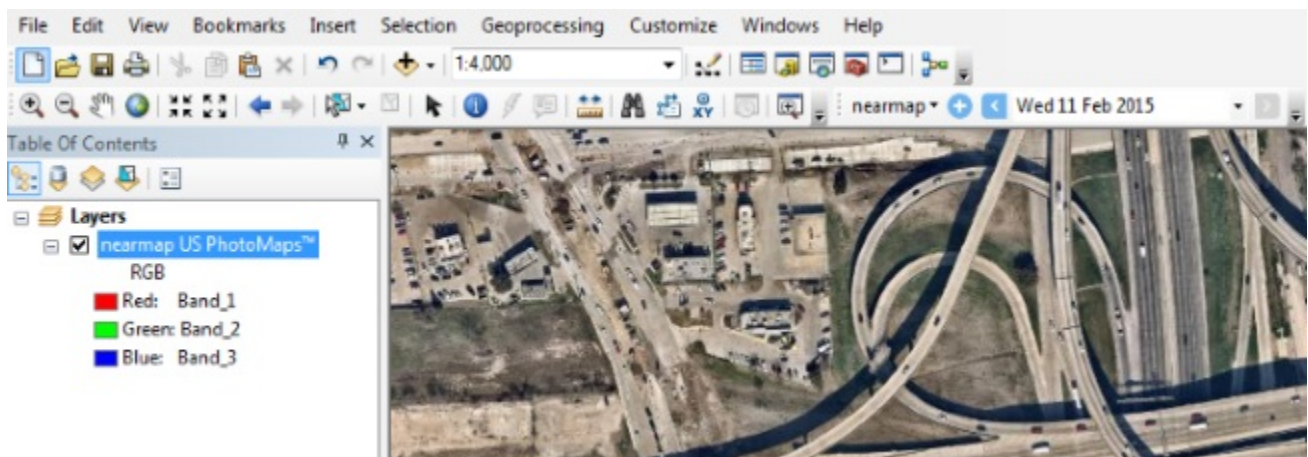 File Edit View Bookmarks Insert Selection Geoprocessing Customize Windows Help
1:4,000
XY nearmap Wed 11 Feb 2015
Table Of Contents
Layers
nearmap US PhotoMaps™
RGB
Red: Band_1
Green: Band_2
Blue: Band_3